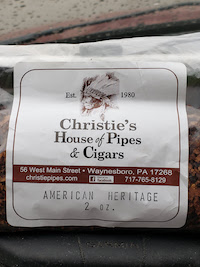 Est. 1980
Christie's
House of Pipes
& Cigars
56 West Main Street • Waynesboro, PA 17268
christiepipes.com 717-765-8129
AMERICAN HERITAGE
2 oz.